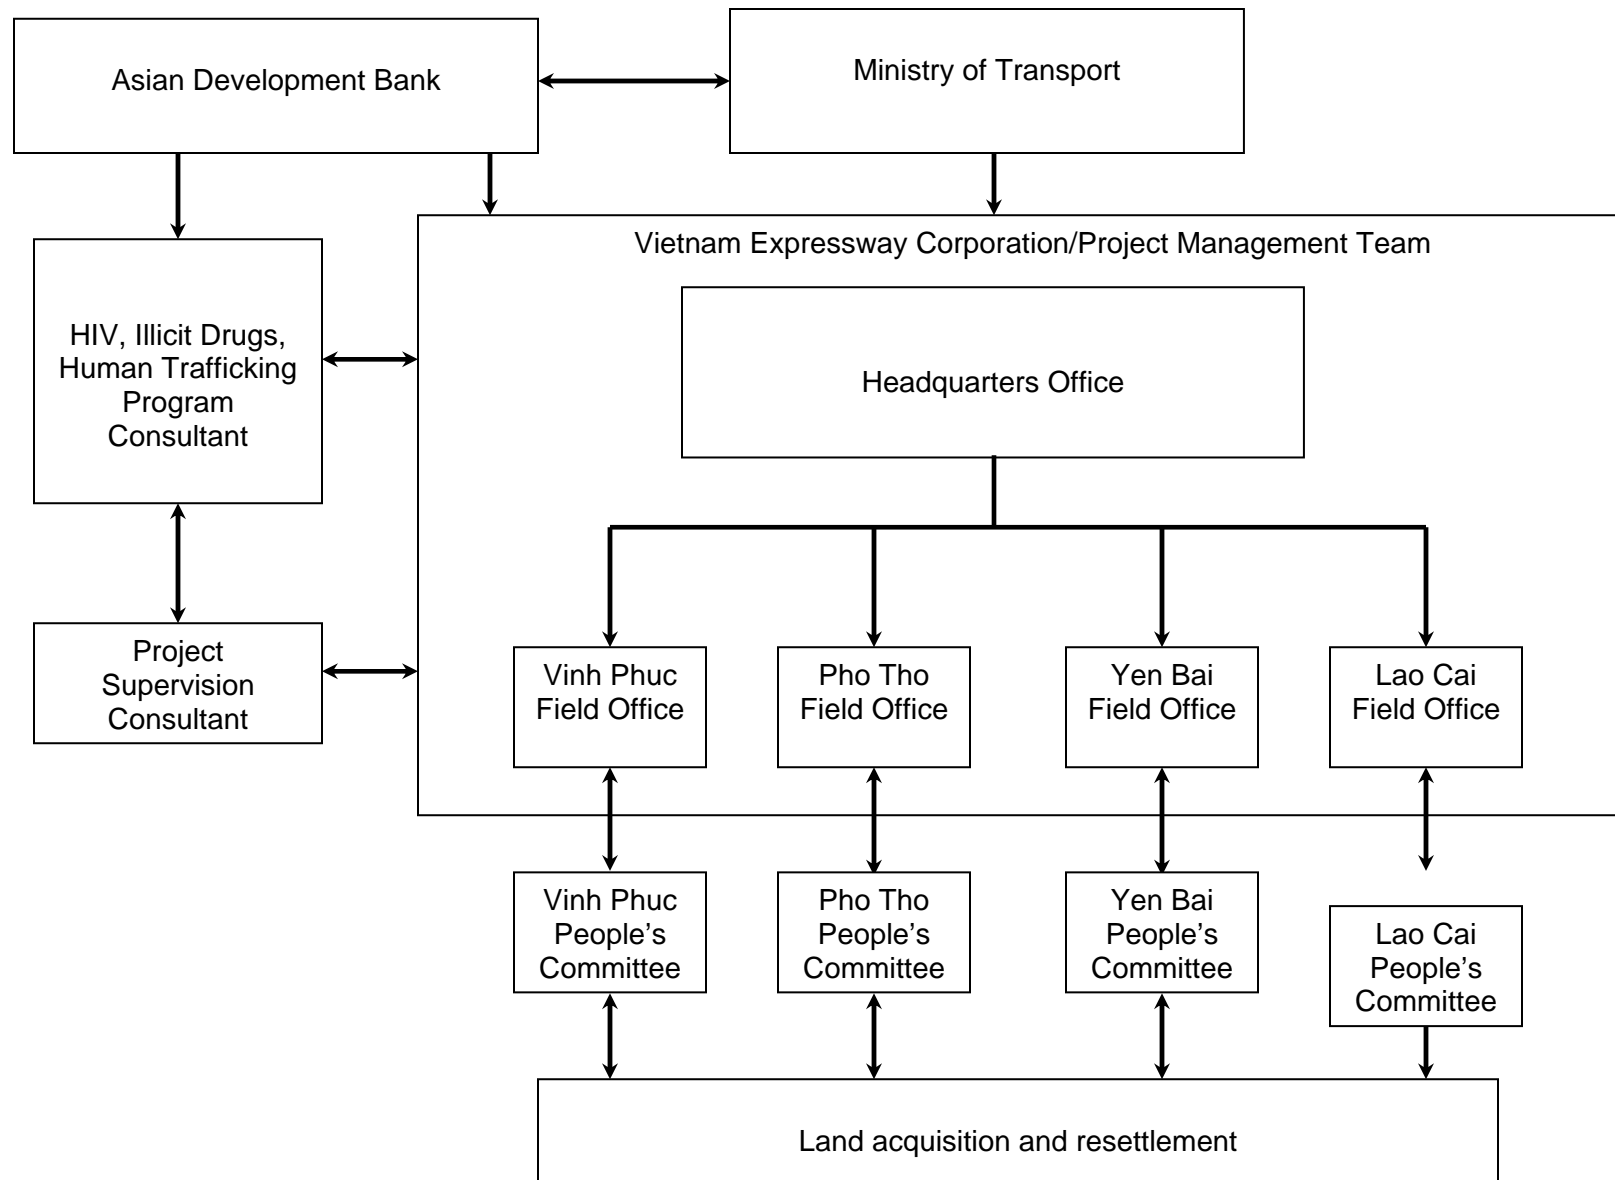 Asian Development Bank
Ministry of Transport
Vietnam Expressway Corporation/Project Management Team
HIV, Illicit Drugs,
Human Trafficking
Program
Consultant
Headquarters Office
Project
Supervision
Consultant
Vinh Phuc
Field Office
Pho Tho
Field Office
Yen Bai
Field Office
Lao Cai
Field Office
Vinh Phuc
People’s
Committee
Pho Tho
People’s
Committee
Yen Bai
People’s
Committee
Lao Cai
People’s
Committee
Land acquisition and resettlement